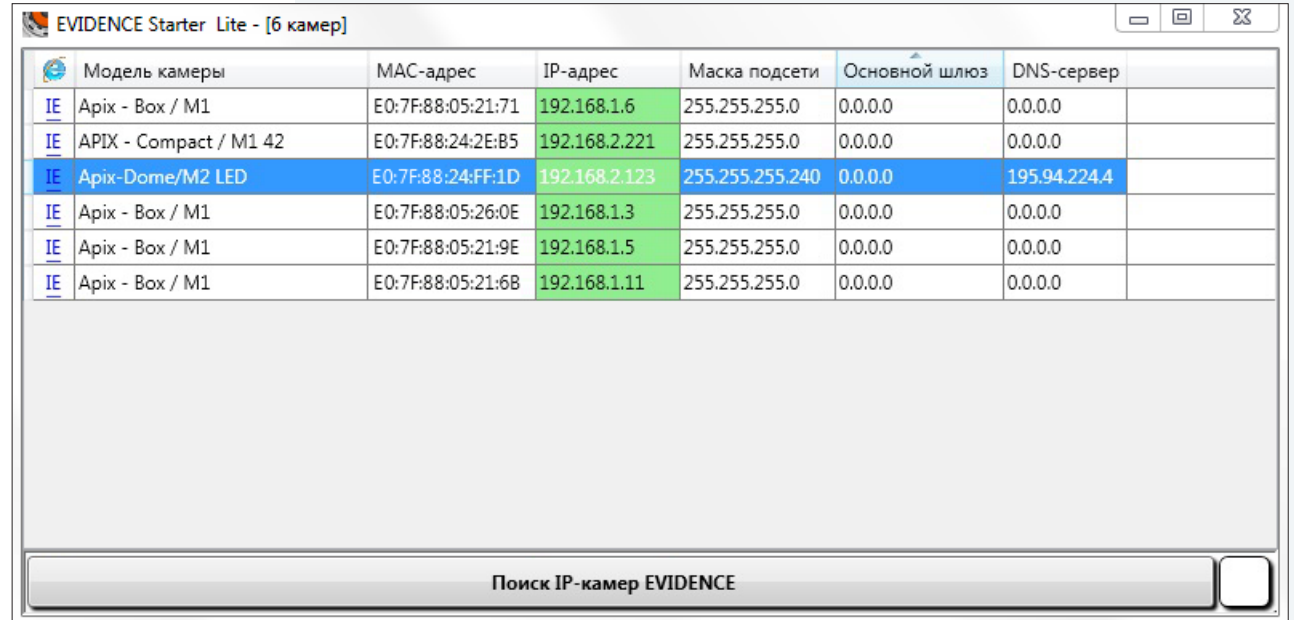 EVIDENCE Starter Lite - [6 камер]
Модель камеры MAC-адрес IP-адрес Маска подсети Основной шлюз DNS-сервер
IE Apix - Box / M1 E0:7F:88:05:21:71 192.168.1.6 255.255.255.0 0.0.0.0 0.0.0.0
IE APIX - Compact / M1 42 E0:7F:88:24:2E:B5 192.168.2.221 255.255.255.0 0.0.0.0 0.0.0.0
IE Apix-Dome/M2 LED E0:7F:88:24:FF:1D 192.168.2.123 255.255.255.240 0.0.0.0 195.94.224.4
IE Apix - Box / M1 E0:7F:88:05:26:0E 192.168.1.3 255.255.255.0 0.0.0.0 0.0.0.0
IE Apix - Box / M1 E0:7F:88:05:21:9E 192.168.1.5 255.255.255.0 0.0.0.0 0.0.0.0
IE Apix - Box / M1 E0:7F:88:05:21:6B 192.168.1.11 255.255.255.0 0.0.0.0 0.0.0.0
Поиск IP-камер EVIDENCE